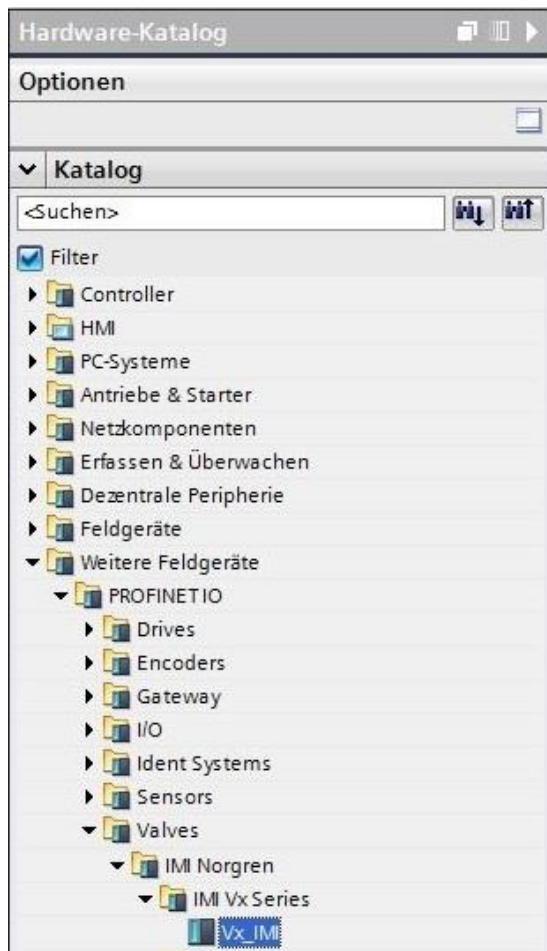 Hardware-Katalog
Optionen
Katalog
<Suchen>
Filter
Controller
HMI
PC-Systeme
Antriebe & Starter
Netzkomponenten
Erfassen & Überwachen
Dezentrale Peripherie
Feldgeräte
Weitere Feldgeräte
PROFINET IO
Drives
Encoders
Gateway
I/O
Ident Systems
Sensors
Valves
IMI Norgren
IMI Vx Series
Vx_IMI